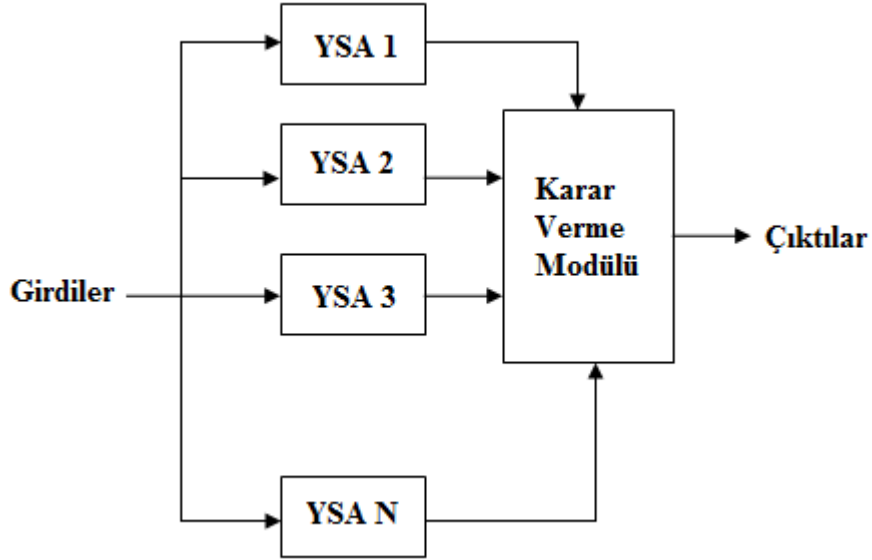 YSA 1
YSA 2
YSA 3
YSA N
Girdiler
Karar
Verme
Modülü
Çıktılar